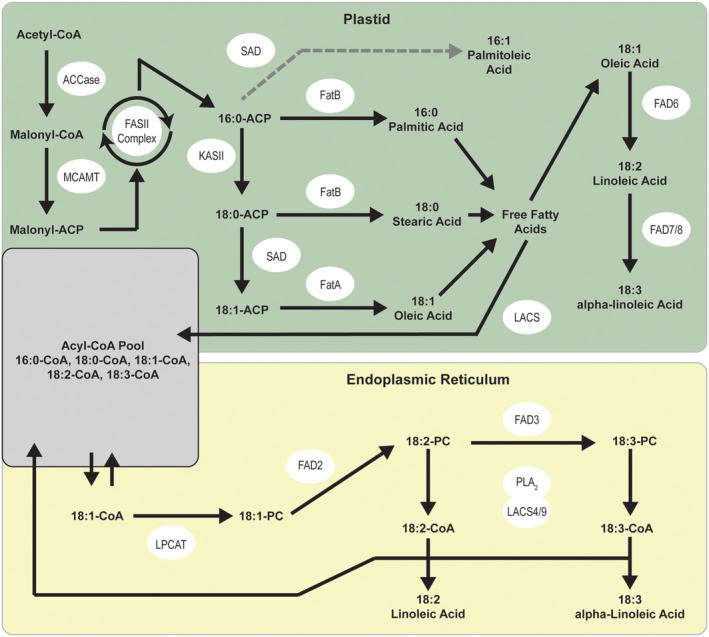 Plastid
Acetyl-CoA
ACCase
Malonyl-CoA
MCAMT
Malonyl-ACP
FASII
Complex
SAD
16:1
Palmitoleic
Acid
16:0-ACP
FatB
16:0
Palmitic Acid
KASII
18:0-ACP
FatB
18:0
Stearic Acid
SAD
18:1-ACP
FatA
18:1
Oleic Acid
Free Fatty
Acids
LACS
18:1
Oleic Acid
FAD6
18:2
Linoleic Acid
FAD7/8
18:3
alpha-linoleic Acid
Acyl-CoA Pool
16:0-CoA, 18:0-CoA, 18:1-CoA,
18:2-CoA, 18:3-CoA
Endoplasmic Reticulum
18:1-CoA
LPCAT
18:1-PC
FAD2
18:2-PC
FAD3
18:3-PC
PLA2
LACS4/9
18:2-CoA
18:3-CoA
18:2
Linoleic Acid
18:3
alpha-Linoleic Acid